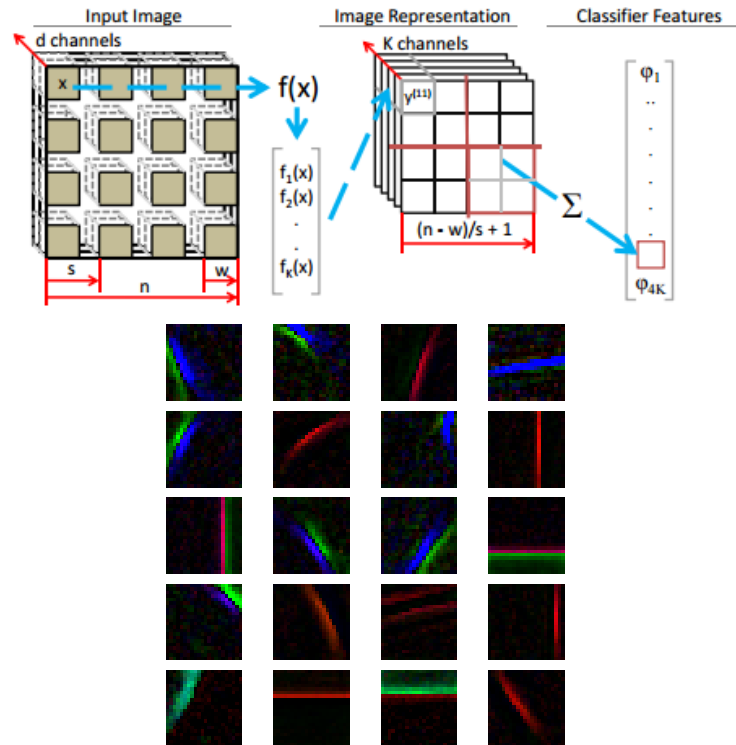 Input Image
Image Representation
Classifier Features
d channels
K channels
x
f(x)
y{11}
φ1
..
.
.
.
.
.
.
φ4K
f1(x)
f2(x)
.
.
fK(x)
Σ
(n - w)/s + 1
s
w
n